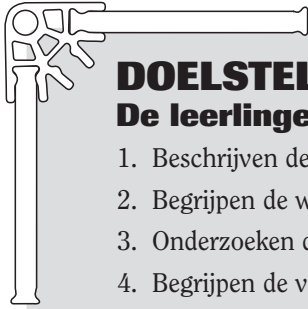 DOELSTEL
De leerlinge
1. Beschrijven de
2. Begrijpen de w
3. Onderzoeken d
4. Begrijpen de v